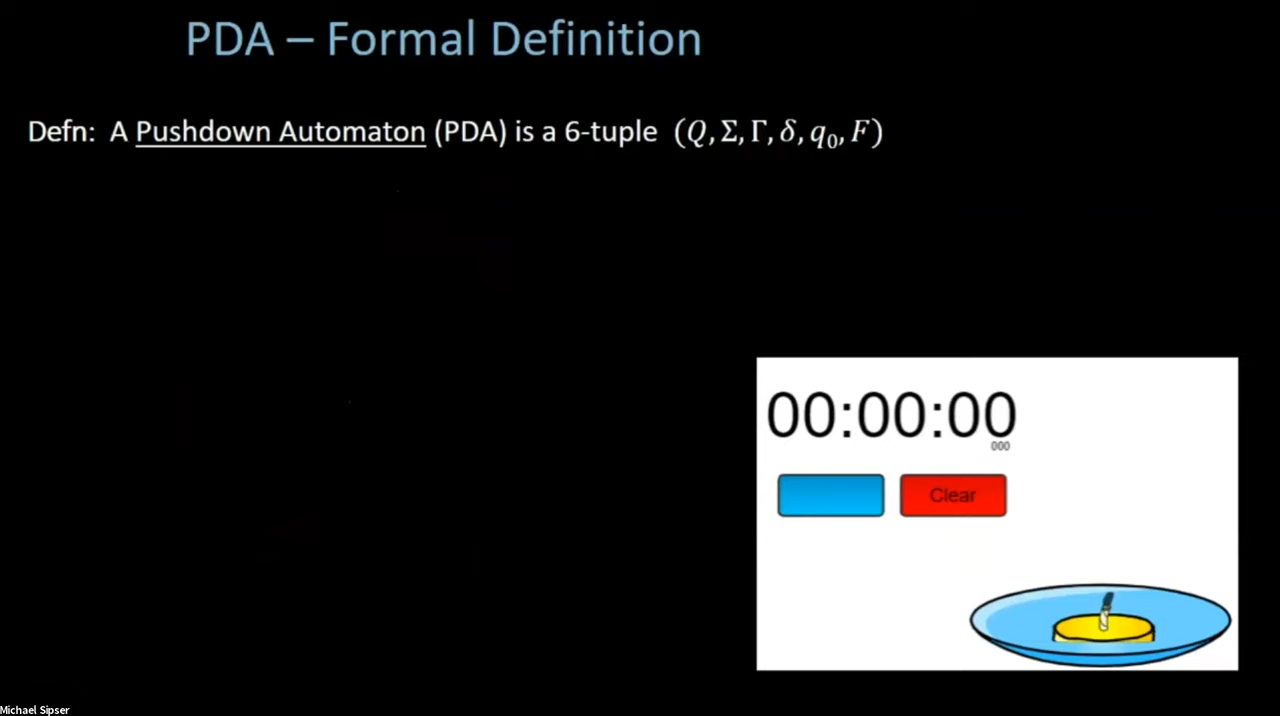 PDA – Formal Definition
Defn: A Pushdown Automaton (PDA) is a 6-tuple (Q, Σ, Γ, δ, q₀, F)
00:00:00
000
Clear
Michael Sipser